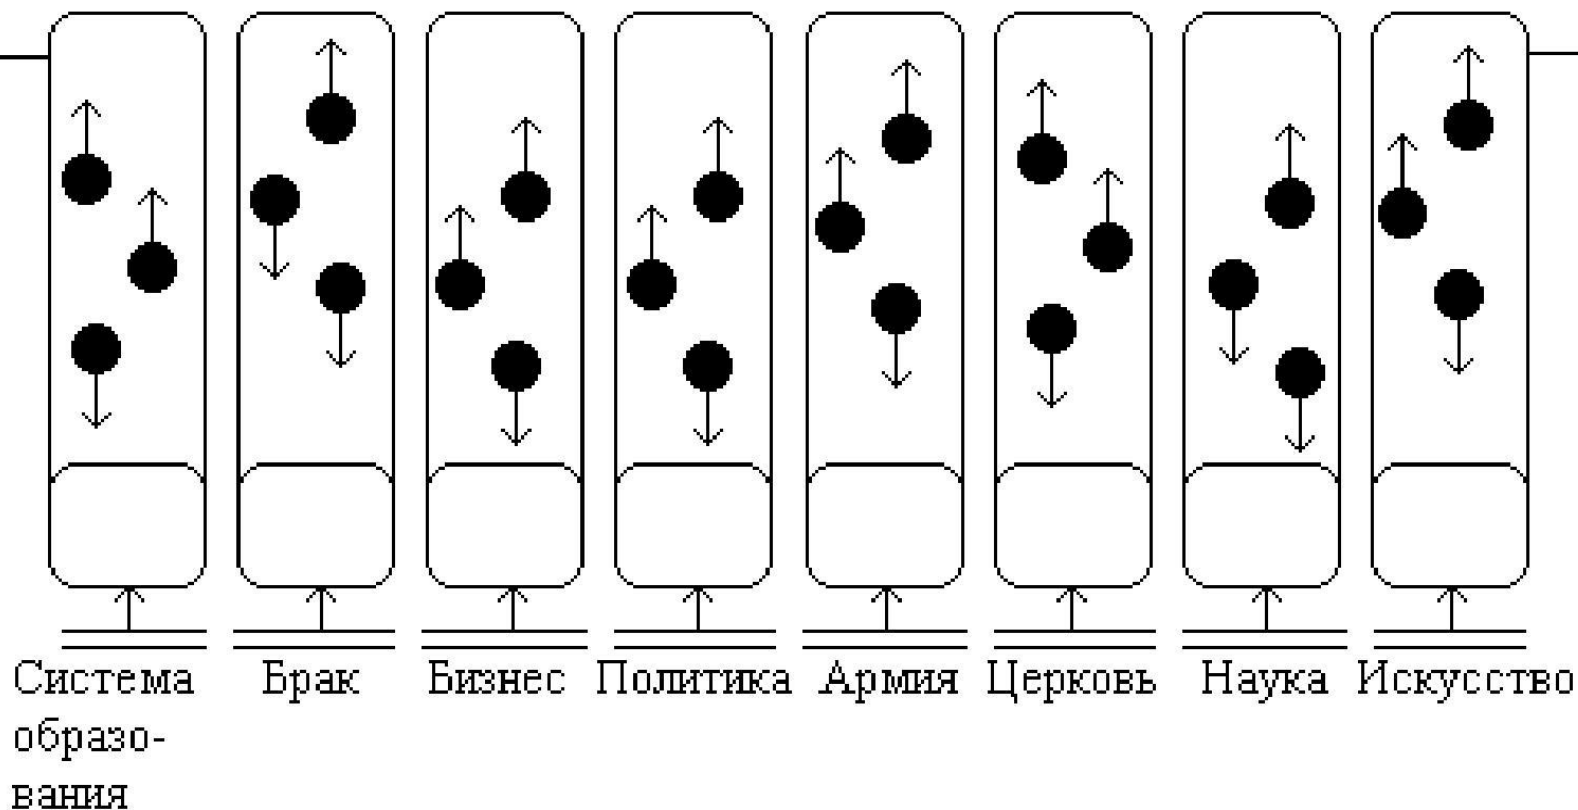 Система Брак Бизнес Политика Армия Церковь Наука Искусство
образо-
вания